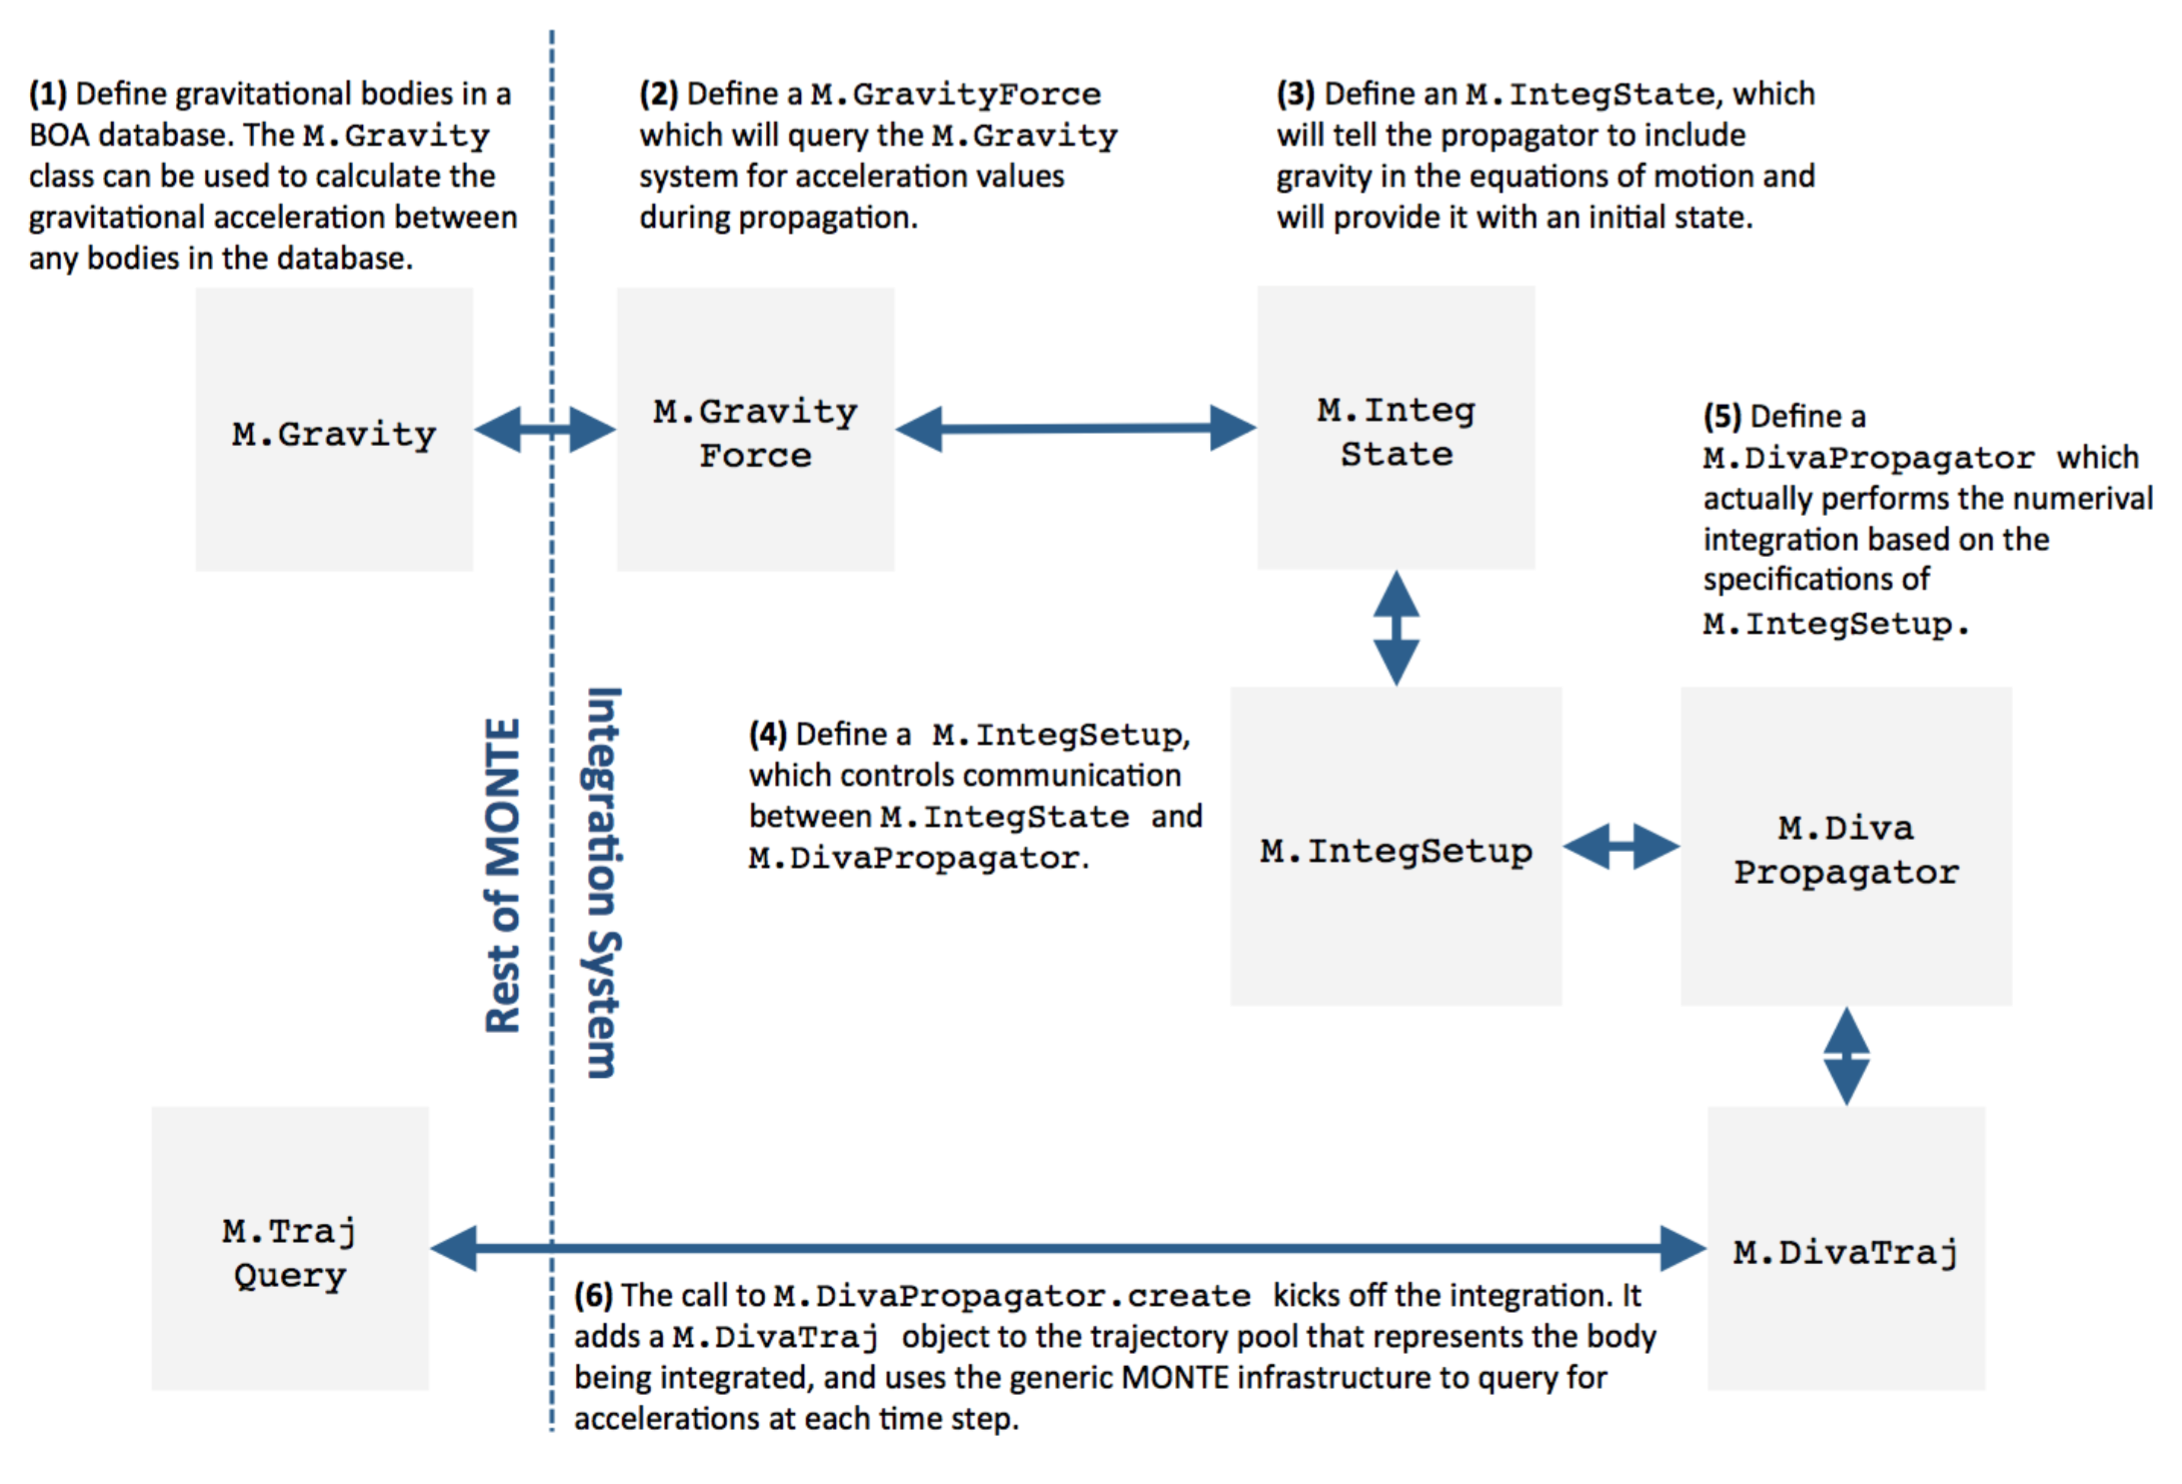 (1) Define gravitational bodies in a
BOA database. The M.Gravity
class can be used to calculate the
gravitational acceleration between
any bodies in the database.
(2) Define a M.GravityForce
which will query the M.Gravity
system for acceleration values
during propagation.
(3) Define an M.IntegState, which
will tell the propagator to include
gravity in the equations of motion and
will provide it with an initial state.
M.Gravity
M.Gravity
Force
M.Integ
State
(5) Define a
M.DivaPropagator which
actually performs the numerival
integration based on the
specifications of
M.IntegSetup.
Rest of MONTE
Integration System
(4) Define a M.IntegSetup,
which controls communication
between M.IntegState and
M.DivaPropagator.
M.IntegSetup
M.Diva
Propagator
M.Traj
Query
M.DivaTraj
(6) The call to M.DivaPropagator.create kicks off the integration. It
adds a M.DivaTraj object to the trajectory pool that represents the body
being integrated, and uses the generic MONTE infrastructure to query for
accelerations at each time step.